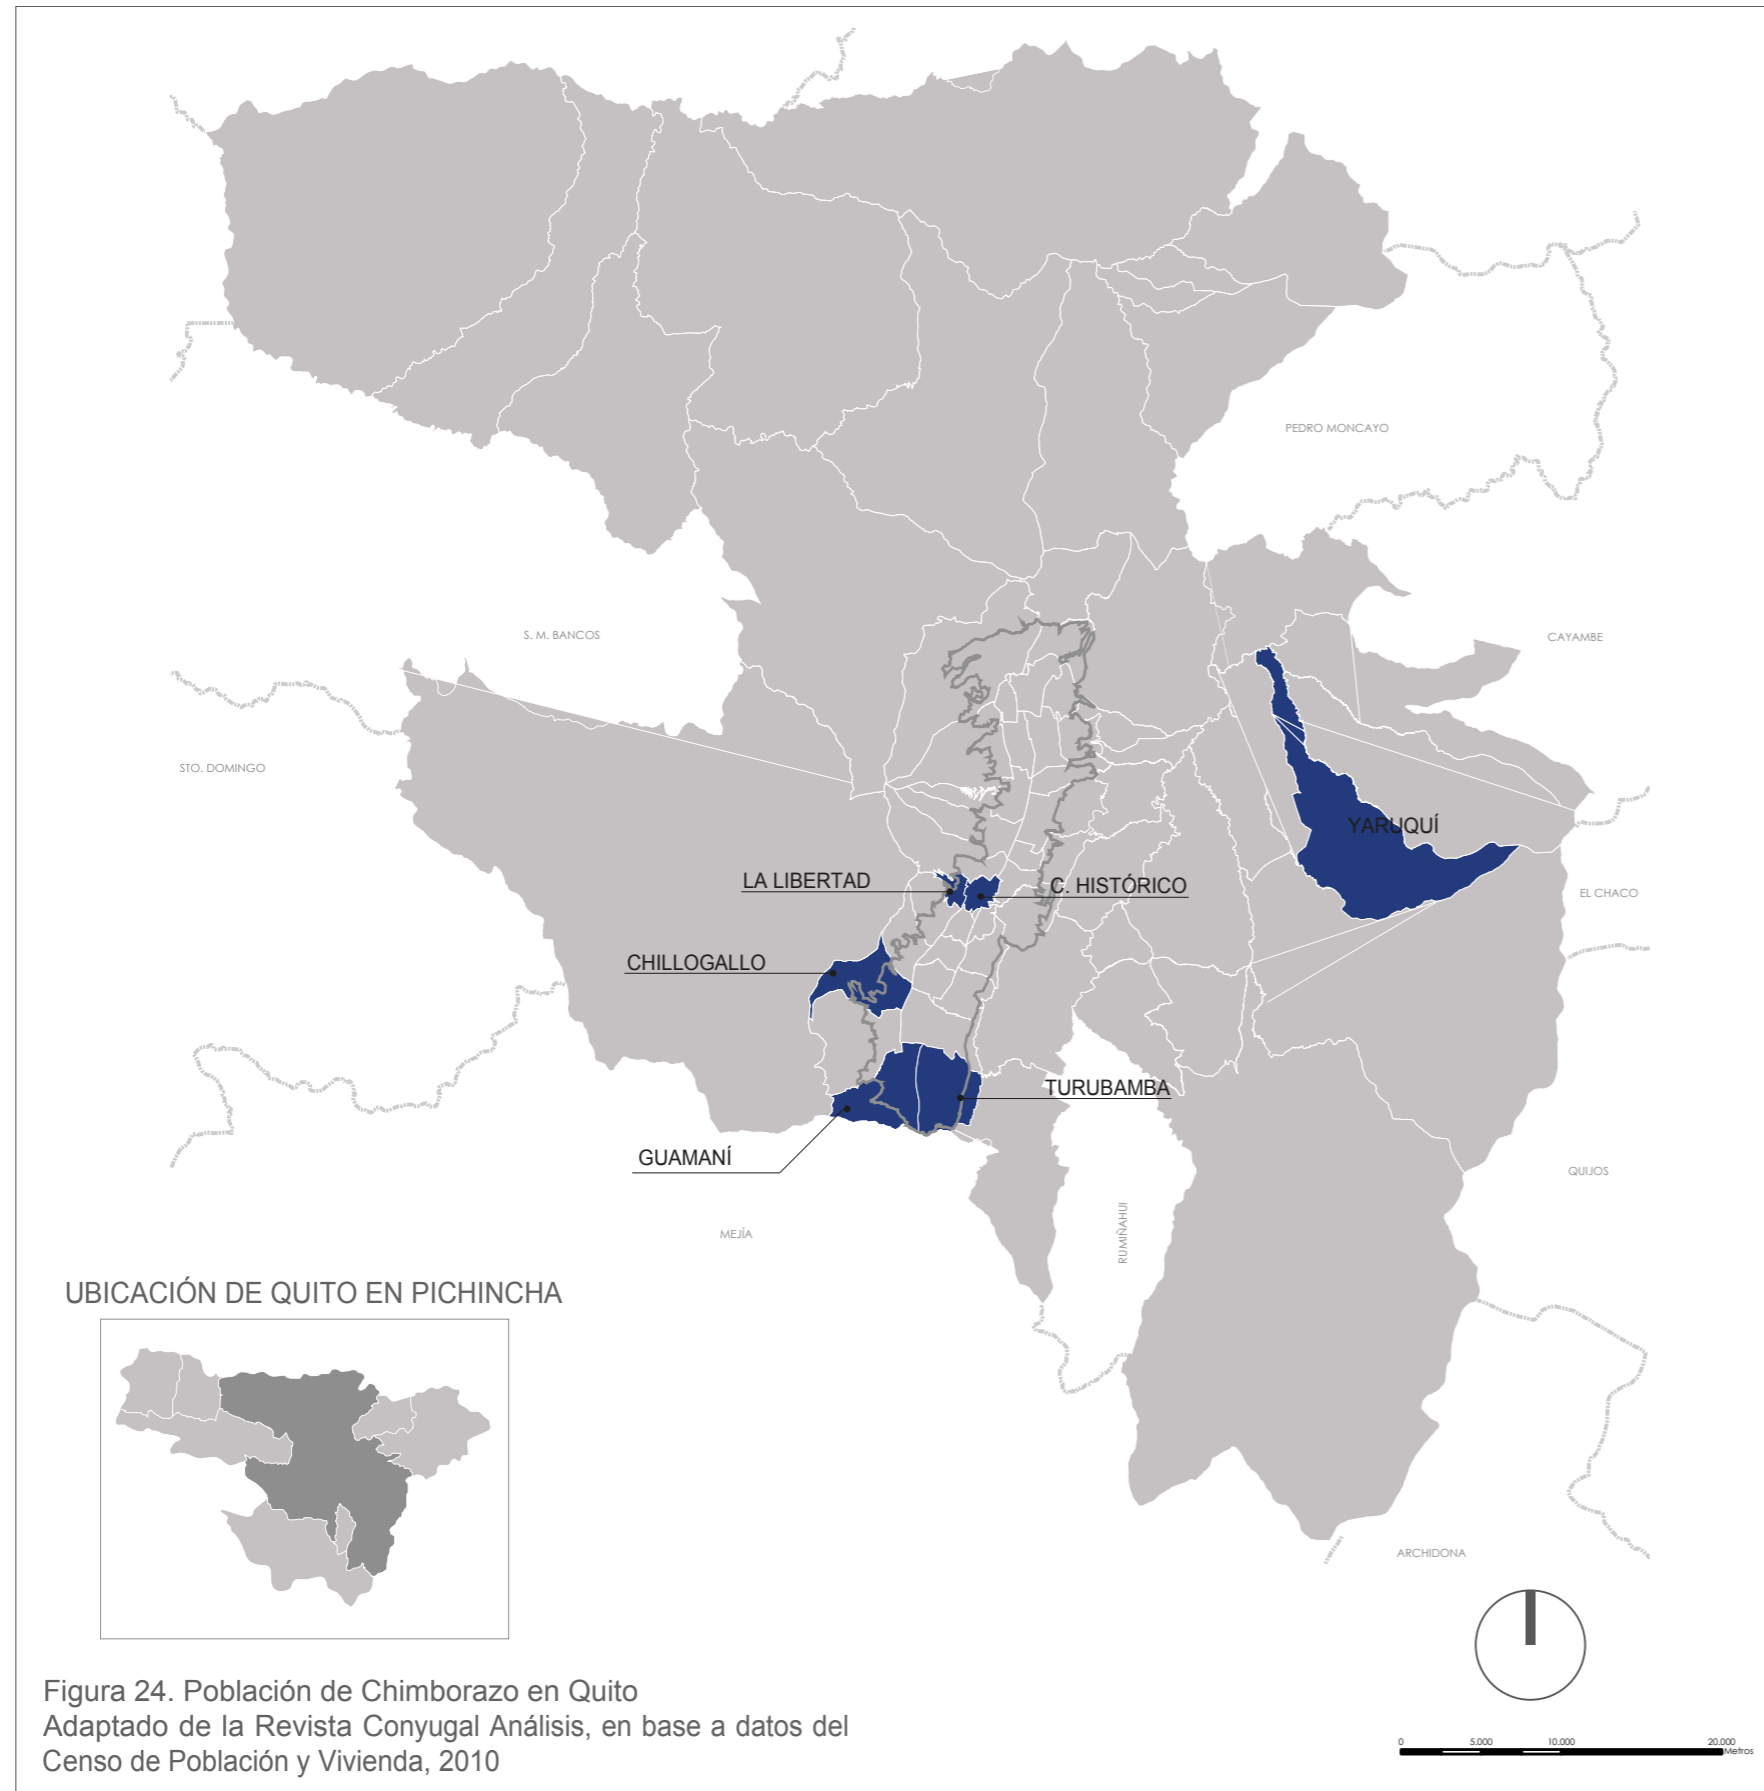 PEDRO MONCAYO
S. M. BANCOS
CAYAMBE
STO. DOMINGO
YARUQUÍ
LA LIBERTAD
C. HISTÓRICO
EL CHACO
CHILLOGALLO
TURUBAMBA
GUAMANÍ
QUIJOS
RUMIÑAHUI
MEJÍA
UBICACIÓN DE QUITO EN PICHINCHA
ARCHIDONA
Figura 24. Población de Chimborazo en Quito
Adaptado de la Revista Conyugal Análisis, en base a datos del
Censo de Población y Vivienda, 2010
0 5.000 10.000 20.000
Metros